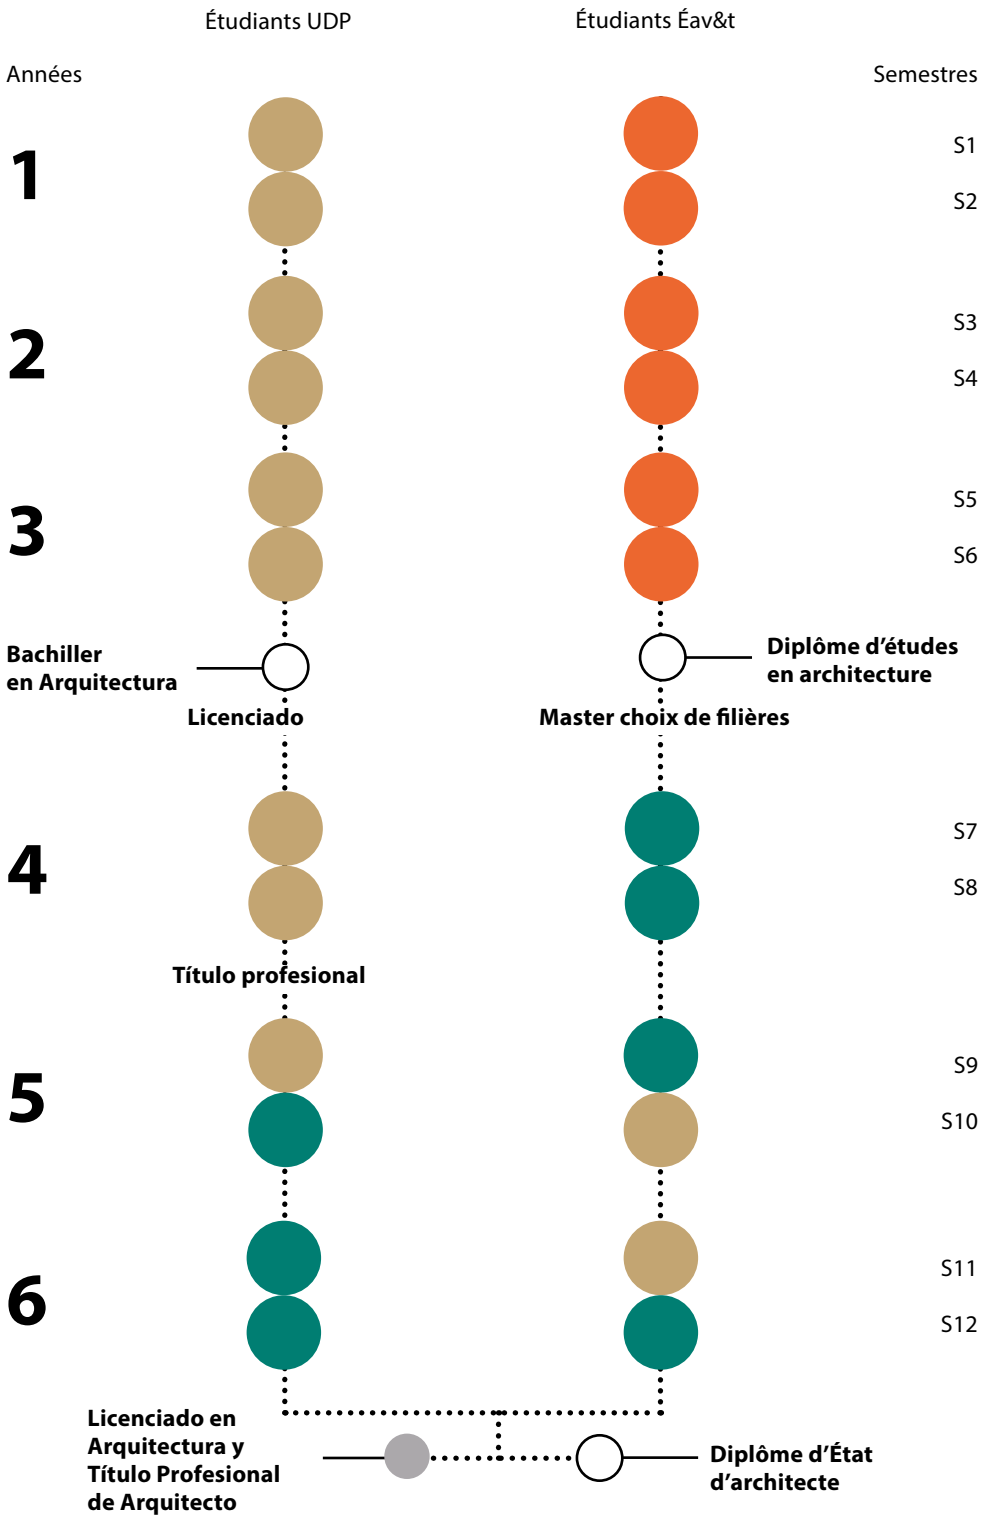 Étudiants UDP
Étudiants Éav&t
Années
Semestres
1
S1
S2
2
S3
S4
3
S5
S6
Bachiller
en Arquitectura
Diplôme d’études
en architecture
Licenciado
Master choix de filières
4
S7
S8
Título profesional
5
S9
S10
6
S11
S12
Licenciado en
Arquitectura y
Título Profesional
de Arquitecto
Diplôme d’État
d’architecte